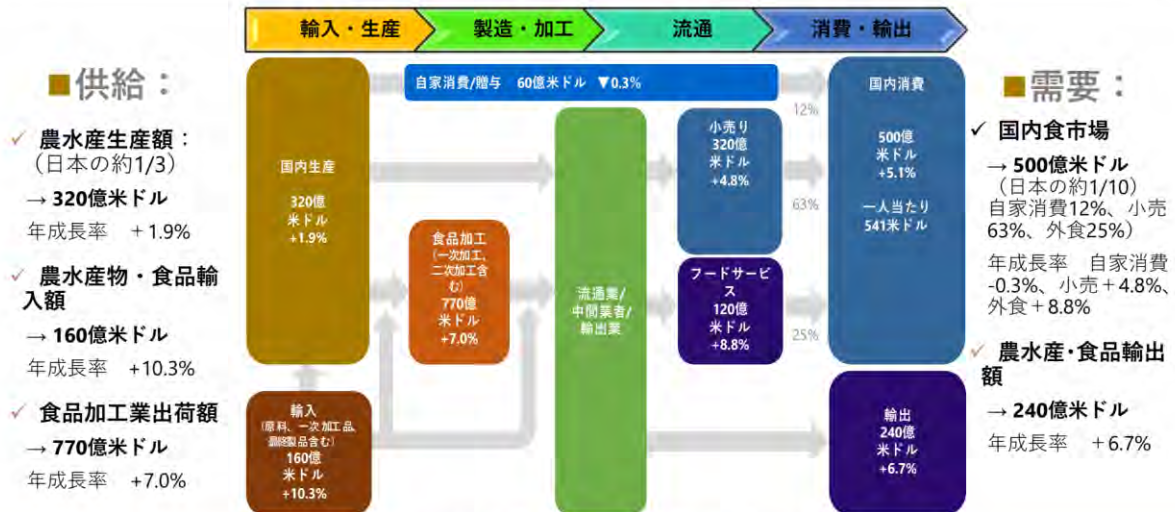 輸入・生産
製造・加工
流通
消費・輸出
■供給：
✓ 農水産生産額：
（日本の約1/3）
→ 320億米ドル
年成長率　＋1.9%
✓ 農水産物・食品輸
入額
→ 160億米ドル
年成長率　+10.3%
✓ 食品加工業出荷額
→ 770億米ドル
年成長率　+7.0%
国内生産
320億
米ドル
+1.9%
輸入
(原料、一次加工品、
最終製品含む)
160億
米ドル
+10.3%
自家消費/贈与　60億米ドル　▼0.3%
食品加工
(一次加工、
二次加工含
む)
770億
米ドル
+7.0%
流通業/
中間業者/
輸出業
小売り
320億
米ドル
+4.8%
フードサービ
ス
120億
米ドル
+8.8%
12%
63%
25%
国内消費
500億
米ドル
+5.1%
一人当たり
541米ドル
輸出
240億
米ドル
+6.7%
■需要：
✓ 国内食市場
→ 500億米ドル
（日本の約1/10）
自家消費12%、小売
63%、外食25%）
年成長率　自家消費
-0.3%、小売＋4.8%、
外食＋8.8%
✓ 農水産・食品輸出
額
→ 240億米ドル
年成長率　＋6.7%